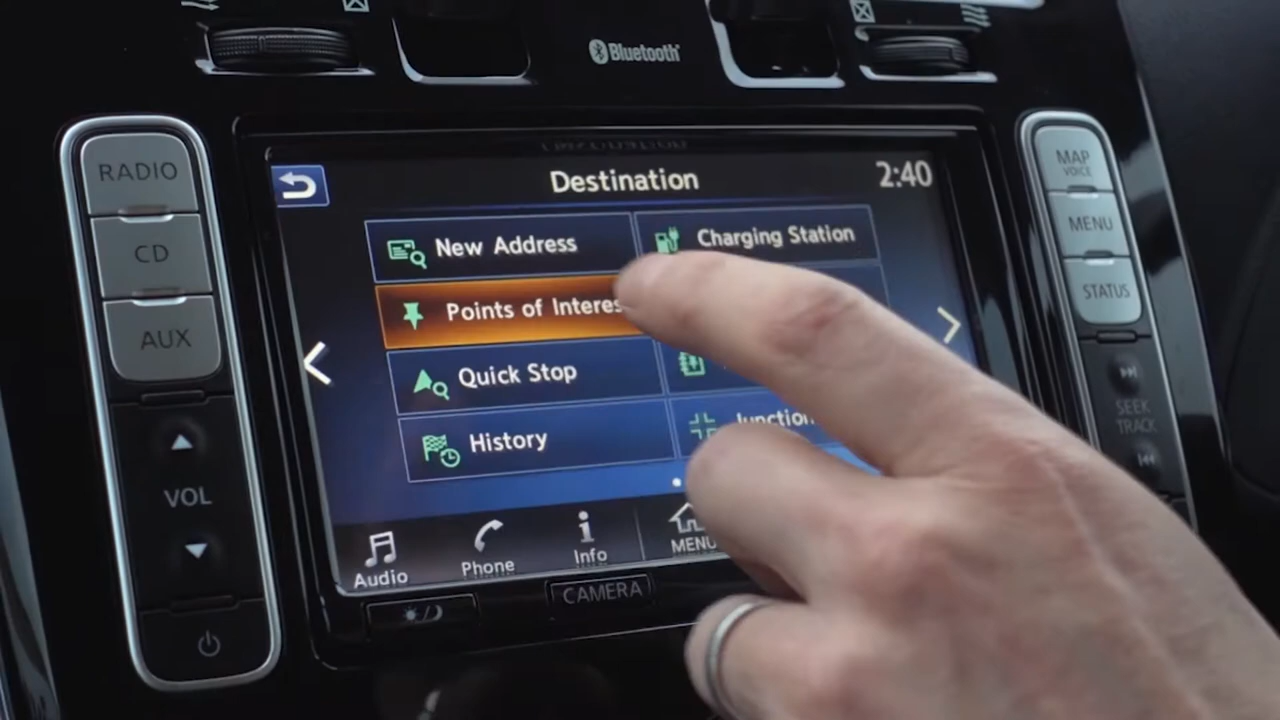 Bluetooth
RADIO
CD
AUX
VOL
Destination
2:40
New Address
Charging Station
Points of Interes
Quick Stop
History
Junction
Audio
Phone
Info
MENU
CAMERA
MAP
VOICE
MENU
STATUS
SEEK
TRACK